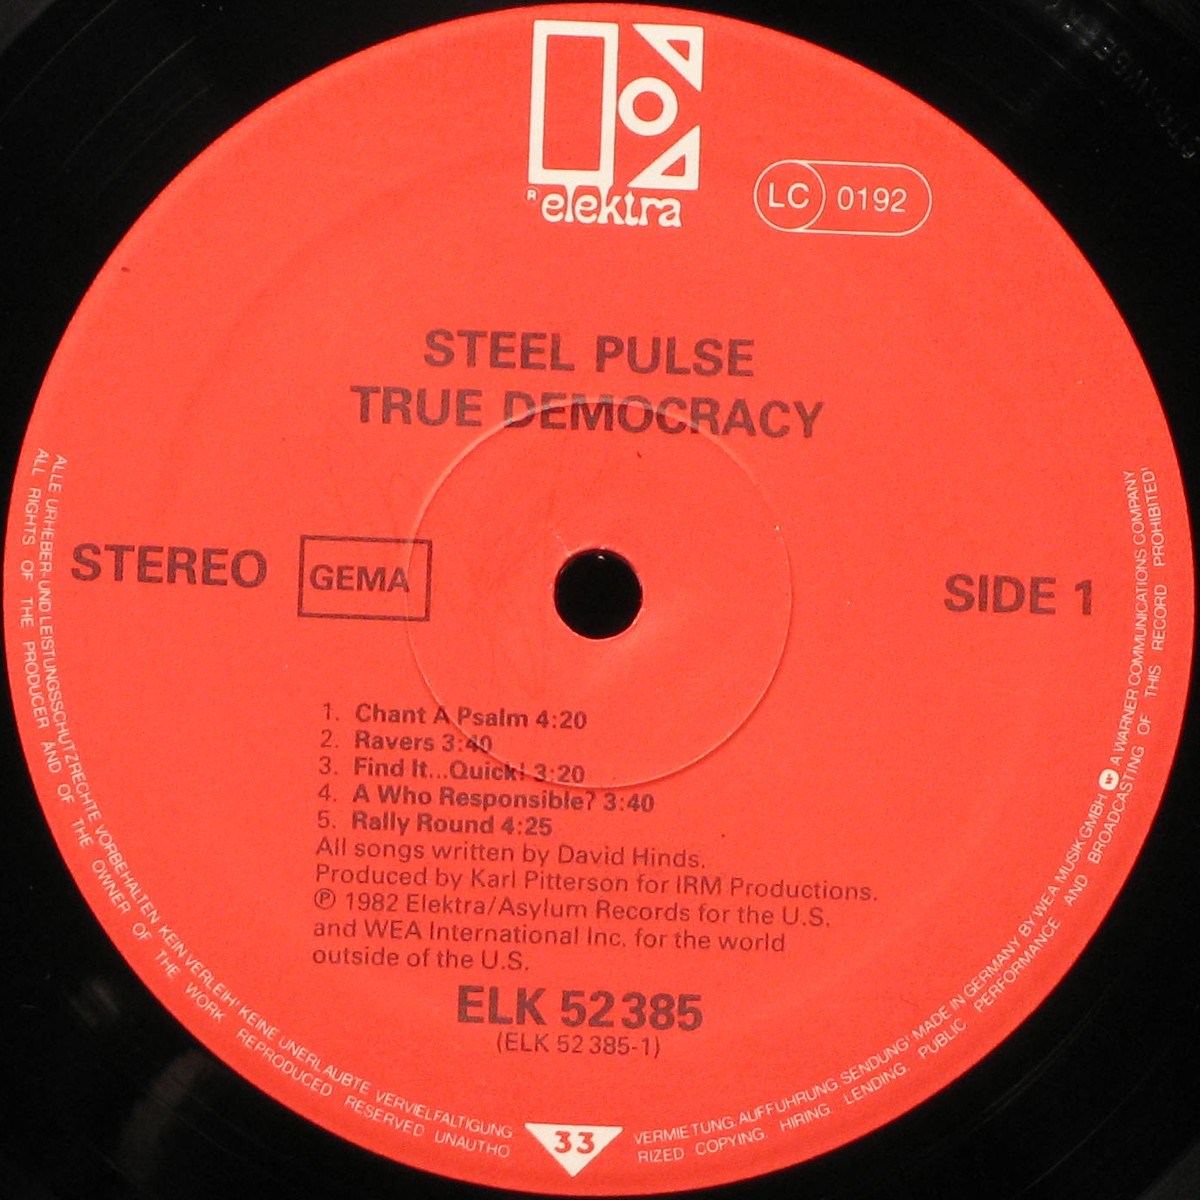 ® elektra
LC 0192
STEEL PULSE
TRUE DEMOCRACY
STEREO
GEMA
SIDE 1
1. Chant A Psalm 4:20
2. Ravers 3:40
3. Find It...Quick! 3:20
4. A Who Responsible? 3:40
5. Rally Round 4:25
All songs written by David Hinds.
Produced by Karl Pitterson for IRM Productions.
℗ 1982 Elektra/Asylum Records for the U.S.
and WEA International Inc. for the world
outside of the U.S.
ELK 52 385
(ELK 52 385-1)
33
ALLE URHEBER- UND LEISTUNGSSCHUTZRECHTE VORBEHALTEN KEIN VERLEIH! KEINE UNERLAUBTE VERVIELFÄLTIGUNG VERMIETUNG. AUFFÜHRUNG. SENDUNG! MADE IN GERMANY BY WEA MUSIK GMBH W A WARNER COMMUNICATIONS COMPANY
ALL RIGHTS OF THE PRODUCER AND OF THE OWNER OF THE WORK REPRODUCED RESERVED UNAUTHO RIZED COPYING. HIRING. LENDING. PUBLIC PERFORMANCE AND BROADCASTING OF THIS RECORD PROHIBITED!